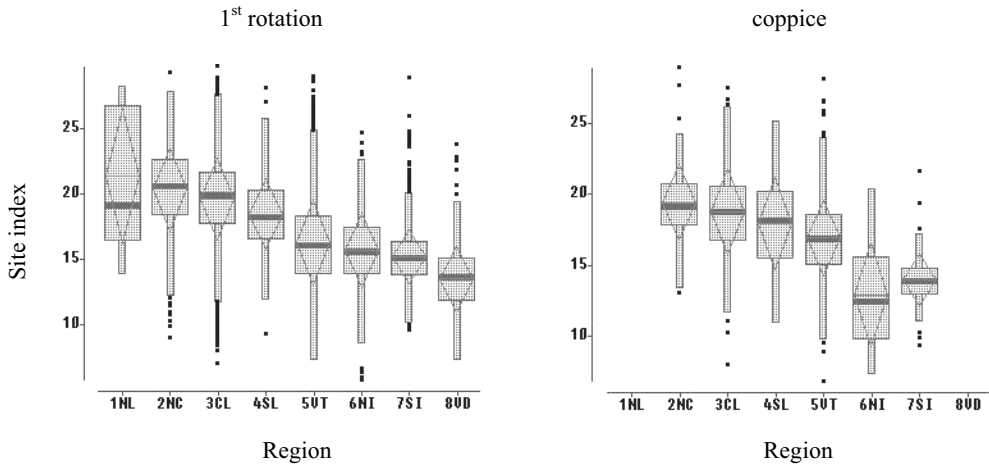 1st rotation
coppice
Site index
25
20
15
10
1NL 2NC 3CL 4SL 5VT 6NI 7SI 8VD
Region
25
20
15
10
1NL 2NC 3CL 4SL 5VT 6NI 7SI 8VD
Region